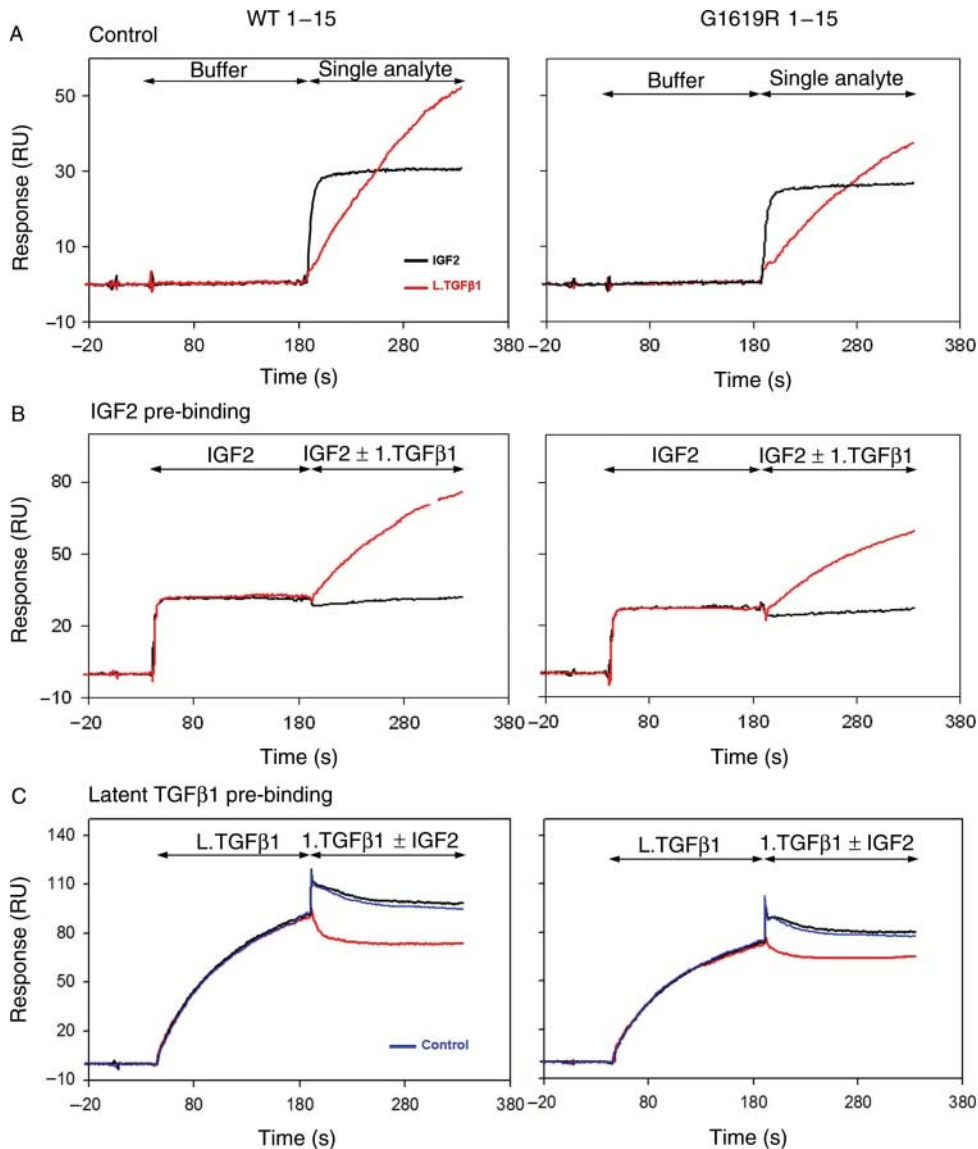 WT 1–15
G1619R 1–15
A
Control
Buffer
Single analyte
Buffer
Single analyte
50
30
10
–10
Response (RU)
IGF2
L.TGFβ1
–20
80
180
280
380
–20
80
180
280
380
Time (s)
Time (s)
B
IGF2 pre-binding
IGF2
IGF2 ± 1.TGFβ1
IGF2
IGF2 ± 1.TGFβ1
80
50
20
–10
Response (RU)
–20
80
180
280
380
–20
80
180
280
380
Time (s)
Time (s)
C
Latent TGFβ1 pre-binding
L.TGFβ1
1.TGFβ1 ± IGF2
L.TGFβ1
1.TGFβ1 ± IGF2
140
110
80
50
20
–10
Response (RU)
Control
–20
80
180
280
380
–20
80
180
280
380
Time (s)
Time (s)